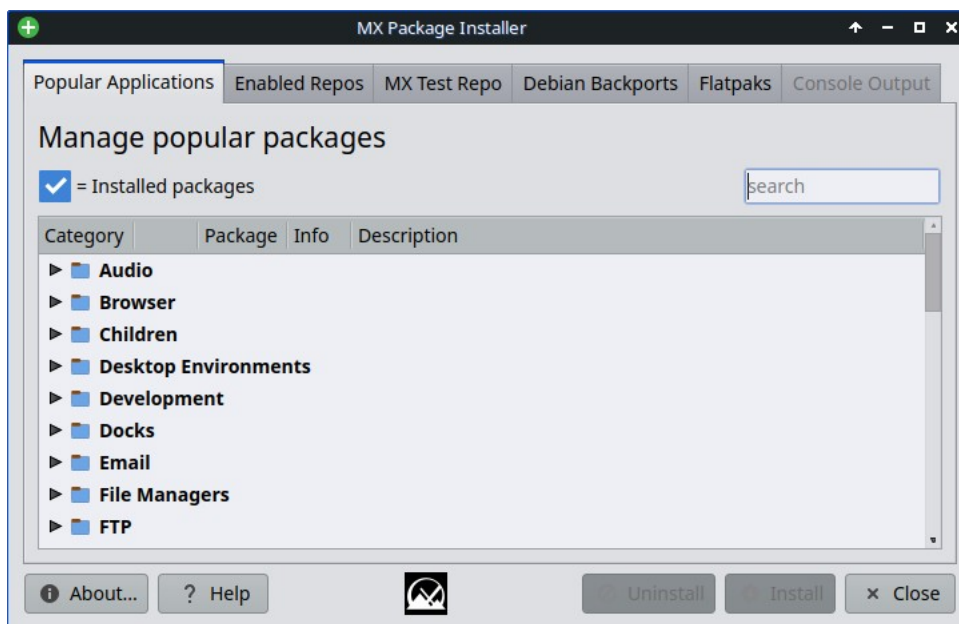 MX Package Installer
Popular Applications Enabled Repos MX Test Repo Debian Backports Flatpaks Console Output
Manage popular packages
= Installed packages
search
Category Package Info Description
Audio
Browser
Children
Desktop Environments
Development
Docks
Email
File Managers
FTP
About... ? Help Uninstall Install Close